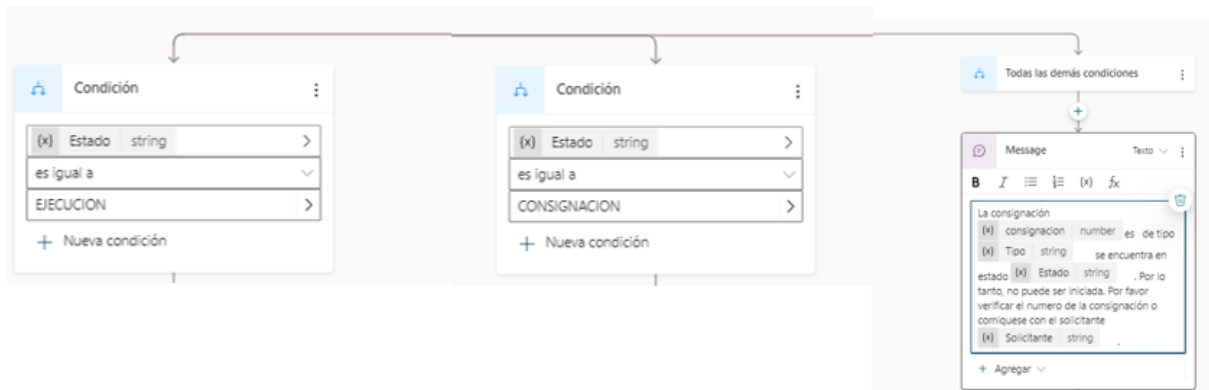 Condición
(x) Estado string
es igual a
EJECUCION
+ Nueva condición
Condición
(x) Estado string
es igual a
CONSIGNACION
+ Nueva condición
Todas las demás condiciones
Message Texto
B I (x) fx
La consignación
(x) consignacion number es de tipo
(x) Tipo string se encuentra en
estado (x) Estado string . Por lo
tanto, no puede ser iniciada. Por favor
verificar el numero de la consignación o
comiquese con el solicitante
(x) Solicitante string .
+ Agregar